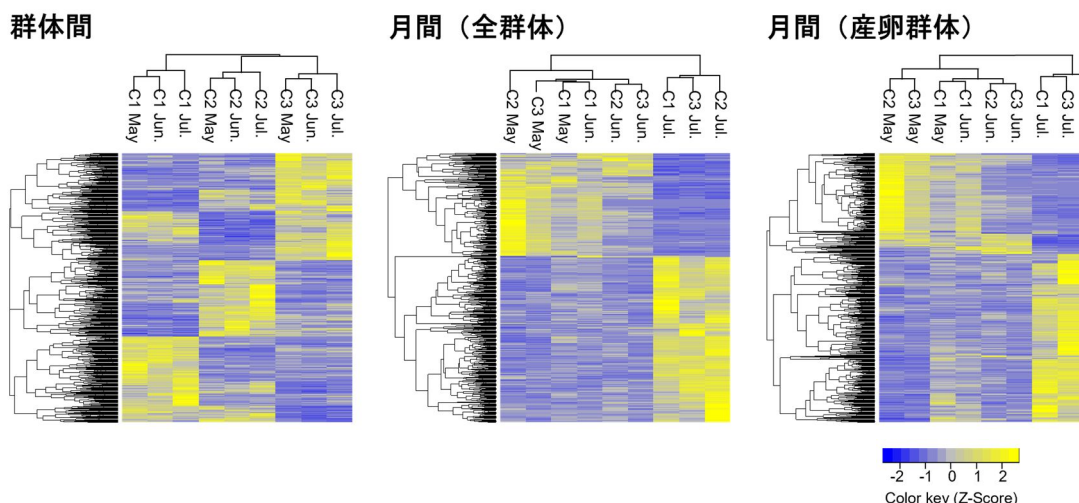 群体間
月間（全群体）
月間（産卵群体）
C1 May
C1 Jun.
C1 Jul.
C2 May
C2 Jun.
C2 Jul.
C3 May
C3 Jun.
C3 Jul.
C2 May
C3 May
C1 May
C1 Jun.
C2 Jun.
C3 Jun.
C1 Jul.
C3 Jul.
C2 Jul.
C2 May
C3 May
C1 May
C1 Jun.
C2 Jun.
C3 Jun.
C1 Jul.
C3 Jul.
-2 -1 0 1 2
Color key (Z-Score)